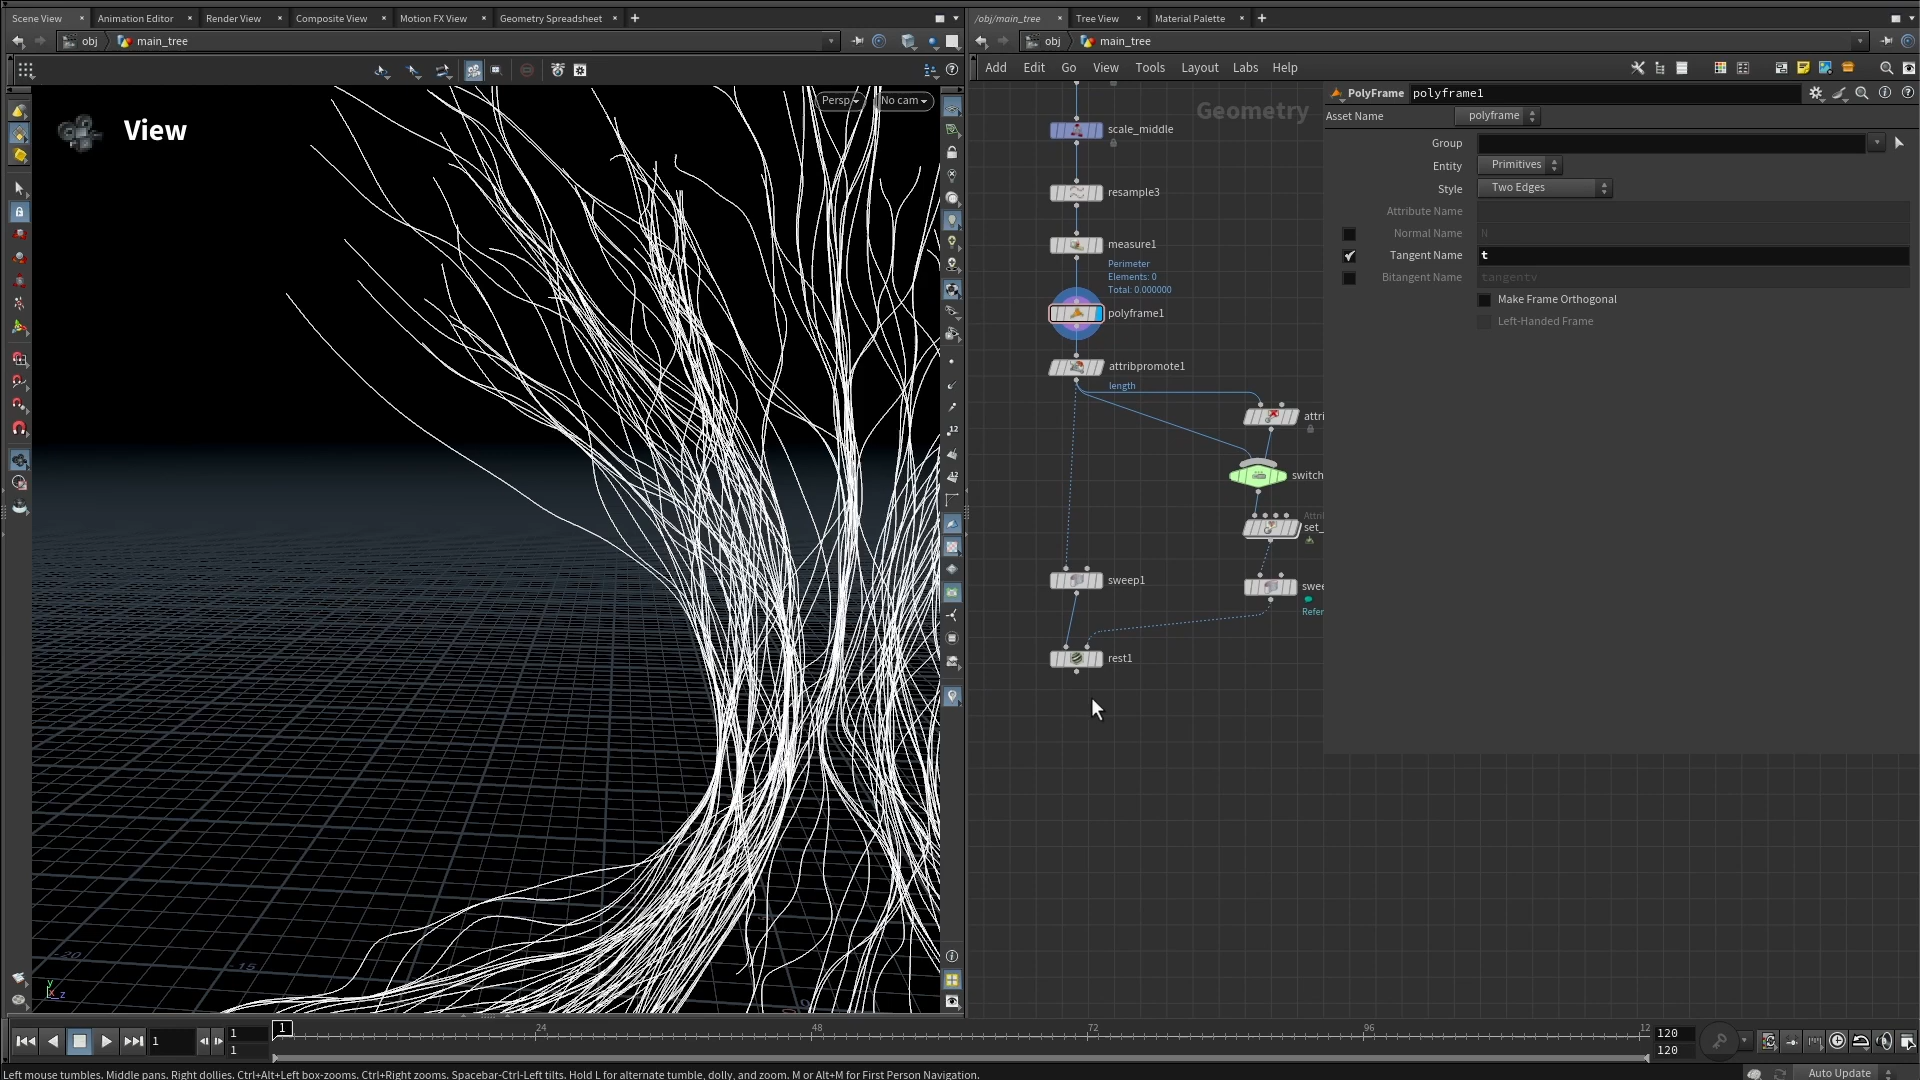 Scene View
Animation Editor
Render View
Composite View
Motion FX View
Geometry Spreadsheet
obj
main_tree
View
Persp
No cam
-20
-15
y
x z
/obj/main_tree
Tree View
Material Palette
obj
main_tree
Add
Edit
Go
View
Tools
Layout
Labs
Help
Geometry
scale_middle
resample3
measure1
Perimeter
Elements: 0
Total: 0.000000
polyframe1
attribpromote1
length
attri
switch
Attri
set_
sweep1
swee
Refer
rest1
PolyFrame
polyframe1
Asset Name
polyframe
Group
Entity
Primitives
Style
Two Edges
Attribute Name
Normal Name
N
Tangent Name
t
Bitangent Name
tangentv
Make Frame Orthogonal
Left-Handed Frame
1
1
1
1
24
48
72
96
12
120
120
Left mouse tumbles. Middle pans. Right dollies. Ctrl+Alt+Left box-zooms. Ctrl+Right zooms. Spacebar-Ctrl-Left tilts. Hold L for alternate tumble, dolly, and zoom. M or Alt+M for First Person Navigation.
Auto Update